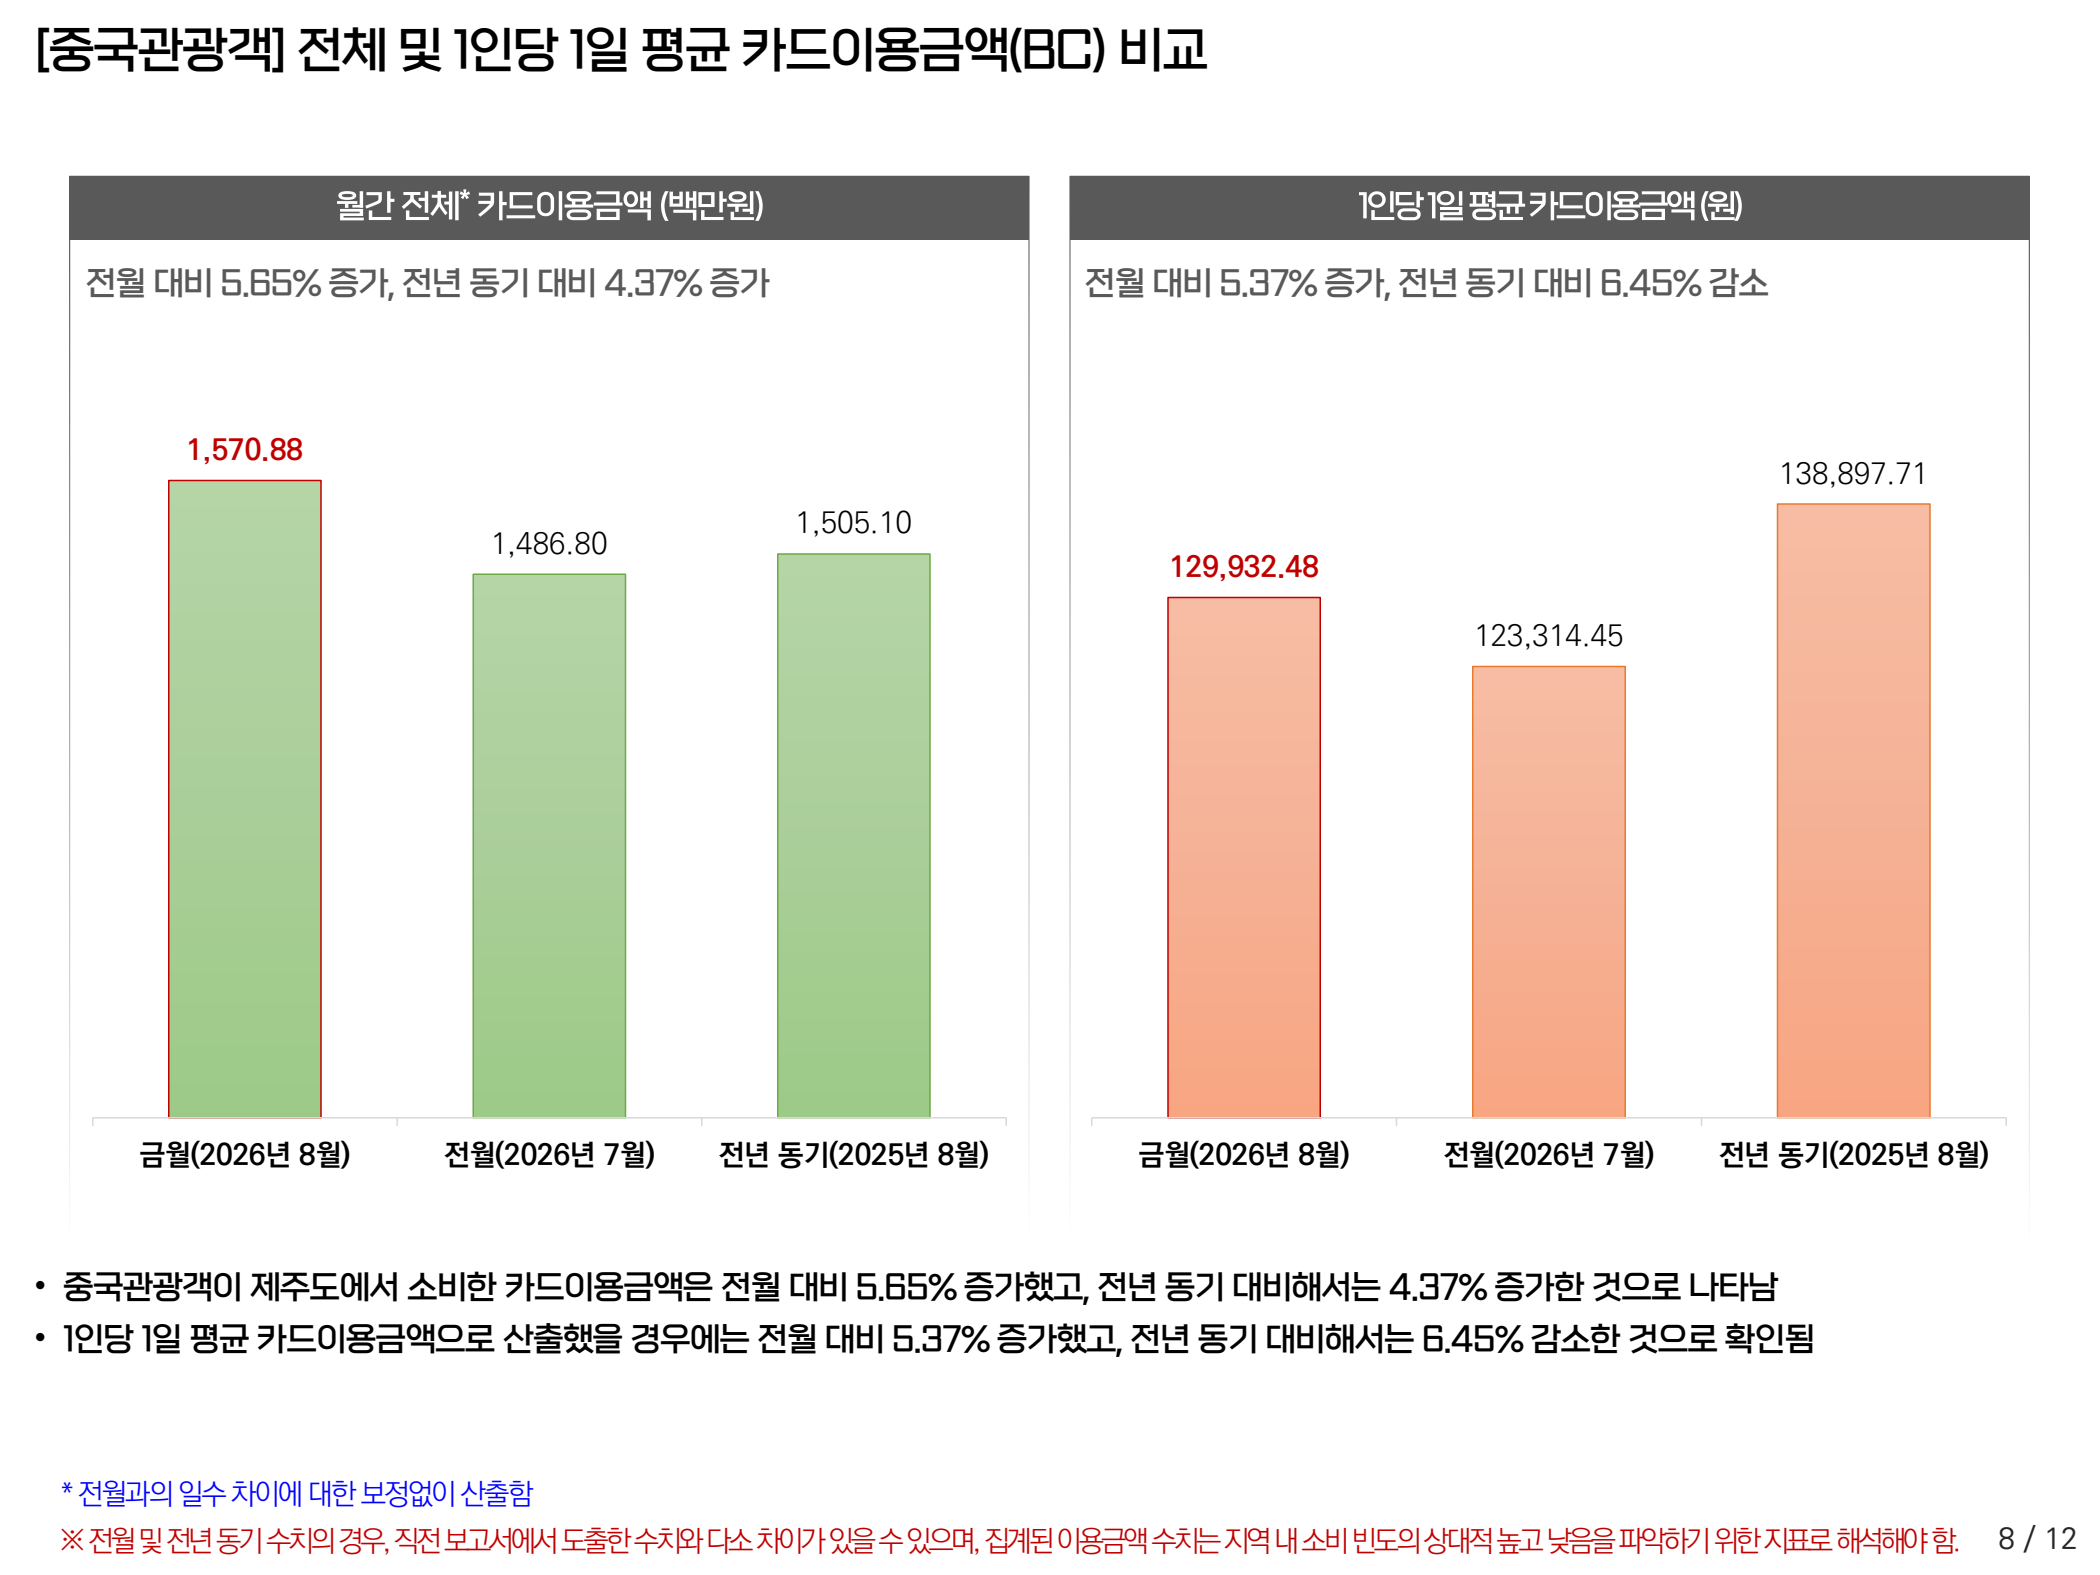 [중국관광객] 전체 및 1인당 1일 평균 카드이용금액(BC) 비교
월간 전체* 카드이용금액 (백만원)
전월 대비 5.65% 증가, 전년 동기 대비 4.37% 증가
1,570.88
1,486.80
1,505.10
금월(2026년 8월)
전월(2026년 7월)
전년 동기(2025년 8월)
1인당 1일 평균 카드이용금액 (원)
전월 대비 5.37% 증가, 전년 동기 대비 6.45% 감소
129,932.48
123,314.45
138,897.71
금월(2026년 8월)
전월(2026년 7월)
전년 동기(2025년 8월)
• 중국관광객이 제주도에서 소비한 카드이용금액은 전월 대비 5.65% 증가했고, 전년 동기 대비해서는 4.37% 증가한 것으로 나타남
• 1인당 1일 평균 카드이용금액으로 산출했을 경우에는 전월 대비 5.37% 증가했고, 전년 동기 대비해서는 6.45% 감소한 것으로 확인됨
* 전월과의 일수 차이에 대한 보정없이 산출함
※ 전월 및 전년 동기 수치의 경우, 직전 보고서에서 도출한 수치와 다소 차이가 있을 수 있으며, 집계된 이용금액 수치는 지역 내 소비 빈도의 상대적 높고 낮음을 파악하기 위한 지표로 해석해야 함.
8 / 12